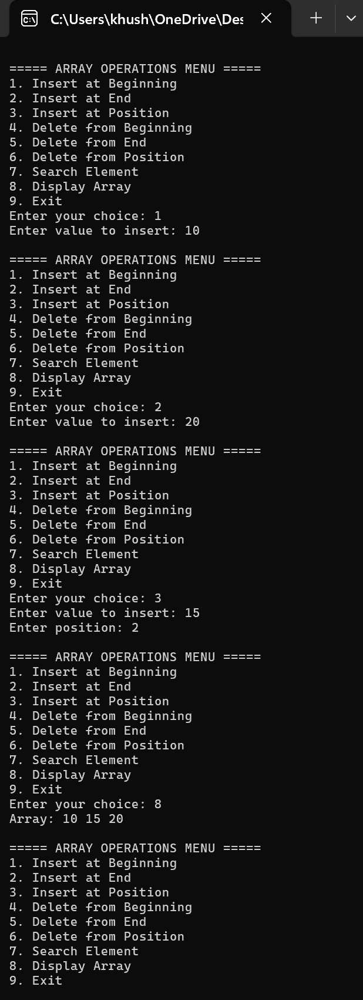 C:\Users\khush\OneDrive\Des
===== ARRAY OPERATIONS MENU =====
1. Insert at Beginning
2. Insert at End
3. Insert at Position
4. Delete from Beginning
5. Delete from End
6. Delete from Position
7. Search Element
8. Display Array
9. Exit
Enter your choice: 1
Enter value to insert: 10
===== ARRAY OPERATIONS MENU =====
1. Insert at Beginning
2. Insert at End
3. Insert at Position
4. Delete from Beginning
5. Delete from End
6. Delete from Position
7. Search Element
8. Display Array
9. Exit
Enter your choice: 2
Enter value to insert: 20
===== ARRAY OPERATIONS MENU =====
1. Insert at Beginning
2. Insert at End
3. Insert at Position
4. Delete from Beginning
5. Delete from End
6. Delete from Position
7. Search Element
8. Display Array
9. Exit
Enter your choice: 3
Enter value to insert: 15
Enter position: 2
===== ARRAY OPERATIONS MENU =====
1. Insert at Beginning
2. Insert at End
3. Insert at Position
4. Delete from Beginning
5. Delete from End
6. Delete from Position
7. Search Element
8. Display Array
9. Exit
Enter your choice: 8
Array: 10 15 20
===== ARRAY OPERATIONS MENU =====
1. Insert at Beginning
2. Insert at End
3. Insert at Position
4. Delete from Beginning
5. Delete from End
6. Delete from Position
7. Search Element
8. Display Array
9. Exit